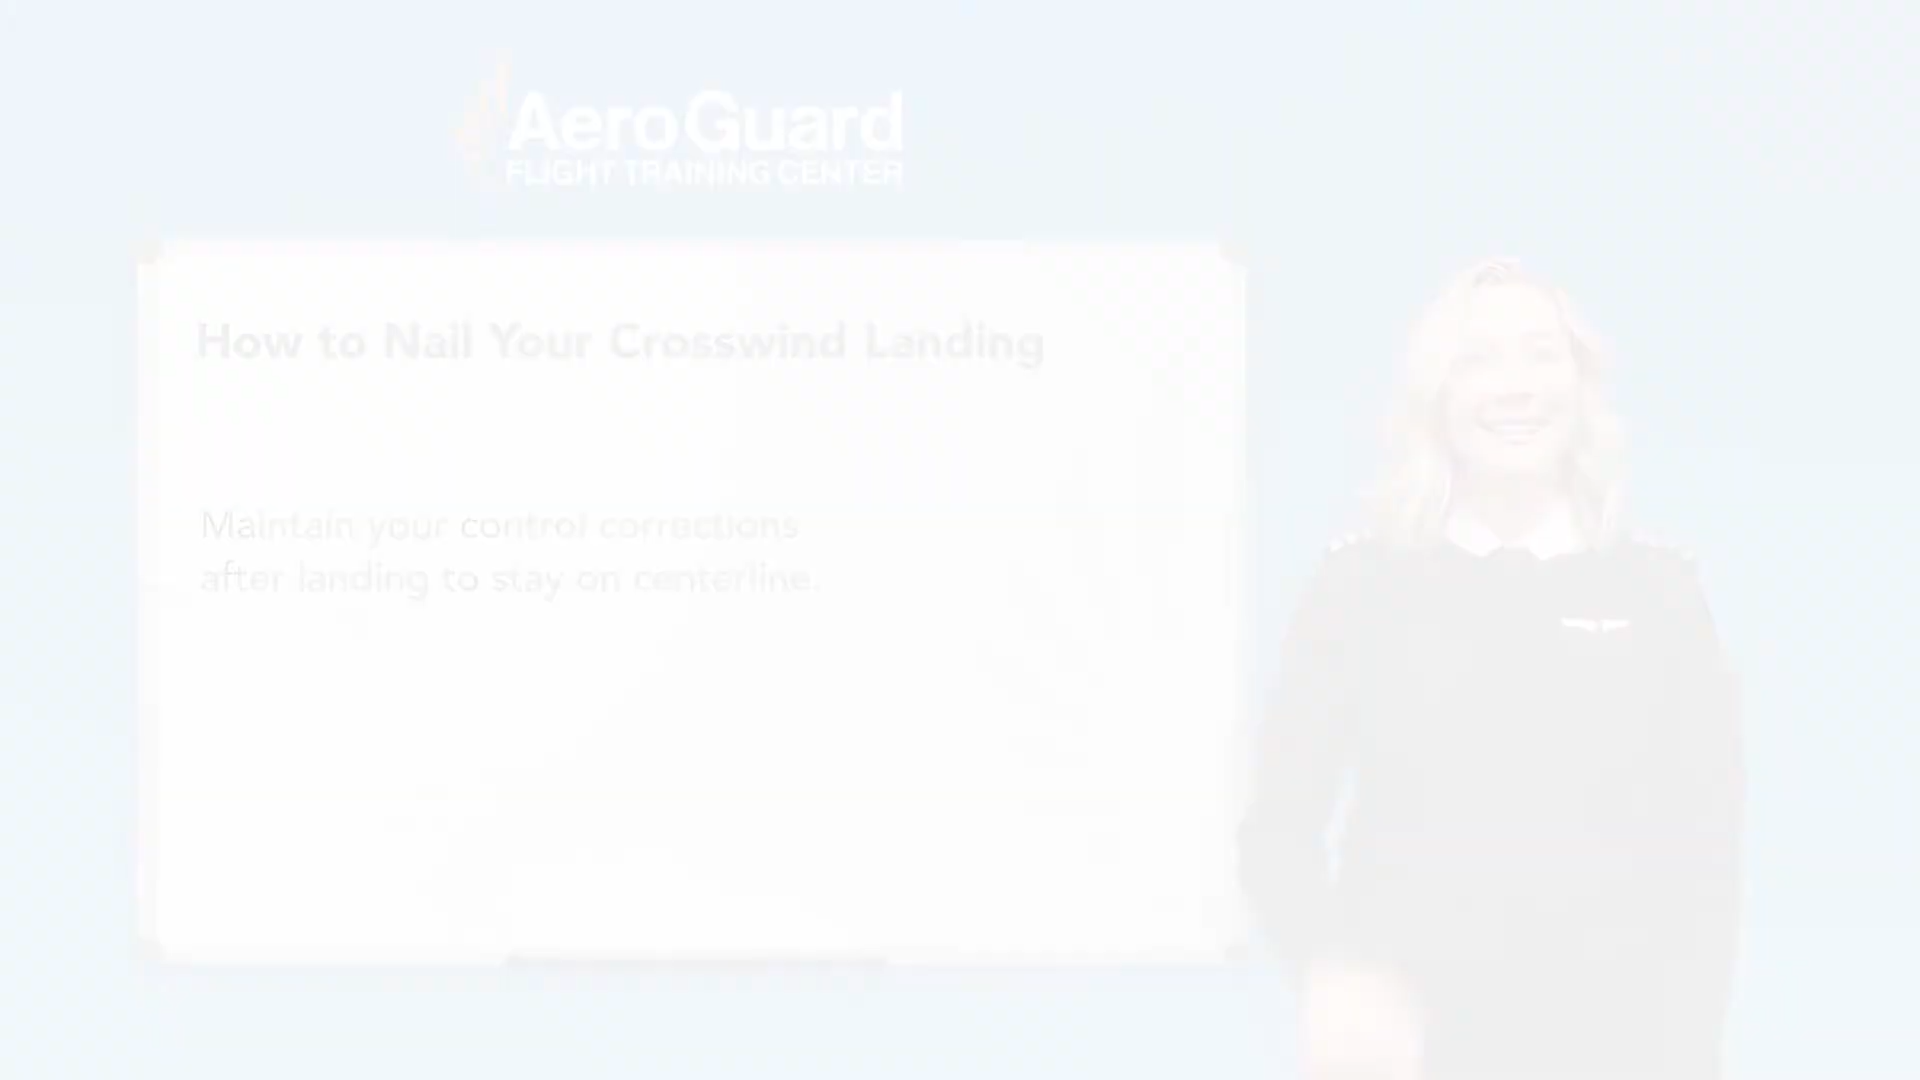 AeroGuard
FLIGHT TRAINING CENTER
How to Nail Your Crosswind Landing
Maintain your control corrections
after landing to stay on centerline.